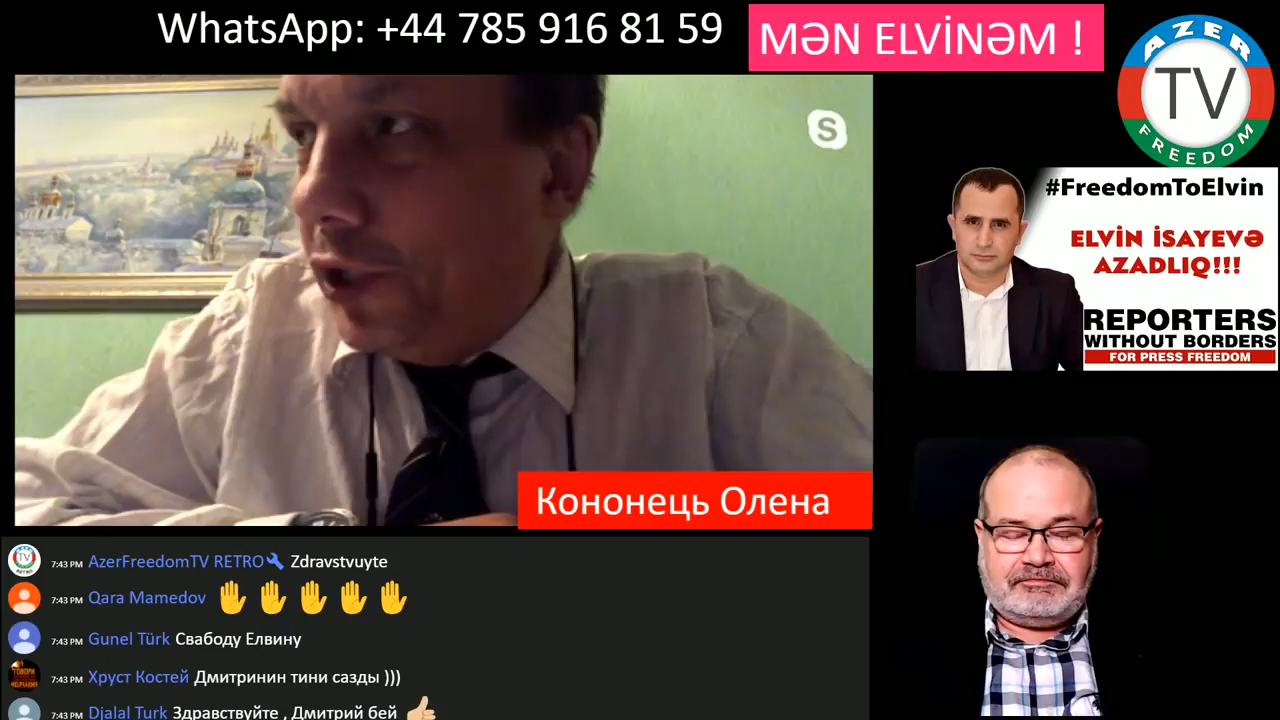 WhatsApp: +44 785 916 81 59
MƏN ELVİNƏM !
AZER
TV
FREEDOM
S
#FreedomToElvin
ELVİN İSAYEVƏ
AZADLIQ!!!
REPORTERS
WITHOUT BORDERS
FOR PRESS FREEDOM
Кононець Олена
7:43 PM AzerFreedomTV RETRO Zdravstvuyte
7:43 PM Qara Mamedov
7:43 PM Gunel Türk Свабоду Елвину
7:43 PM Хруст Костей Дмитринин тини сазды )))
7:43 PM Djalal Turk Здравствуйте , Дмитрий бей